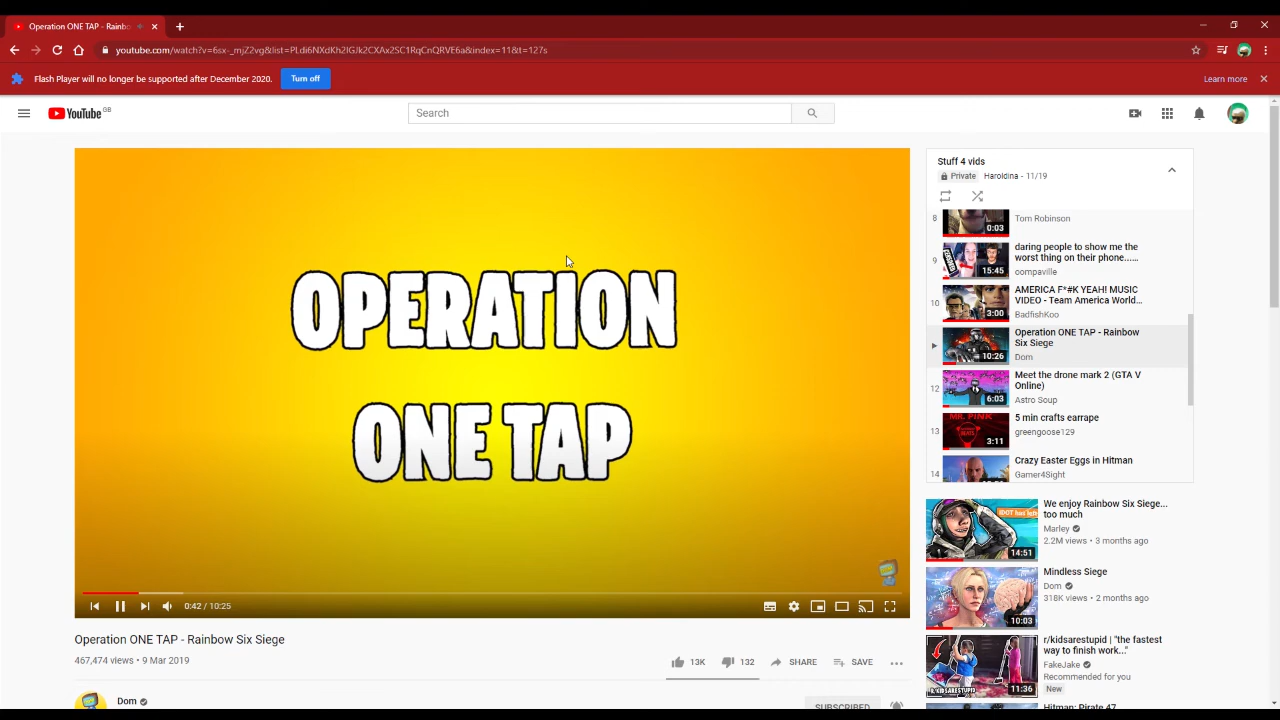 Operation ONE TAP - Rainbo
youtube.com/watch?v=6sx-_mjZ2vg&list=PLdi6NXdKh2IGJk2CXAx2SC1RqCnQRVE6a&index=11&t=127s
Flash Player will no longer be supported after December 2020.
Turn off
Learn more
YouTube GB
Search
OPERATION
ONE TAP
0:42 / 10:25
Operation ONE TAP - Rainbow Six Siege
467,474 views • 9 Mar 2019
13K
132
SHARE
SAVE
Dom
SUBSCRIBED
Stuff 4 vids
Private Haroldina - 11/19
8
0:03
Tom Robinson
9
15:45
daring people to show me the
worst thing on their phone.…
oompaville
10
3:00
AMERICA F*#K YEAH! MUSIC
VIDEO - Team America World…
BadfishKoo
10:26
Operation ONE TAP - Rainbow
Six Siege
Dom
12
6:03
Meet the drone mark 2 (GTA V
Online)
Astro Soup
13
MR. PINK
3:11
5 min crafts earrape
greengoose129
14
Crazy Easter Eggs in Hitman
Gamer4Sight
14:51
We enjoy Rainbow Six Siege...
too much
Marley
2.2M views • 3 months ago
10:03
Mindless Siege
Dom
318K views • 2 months ago
R/KIDSARESTUPID
11:36
r/kidsarestupid | "the fastest
way to finish work..."
FakeJake
Recommended for you
New
Hitman: Pirate 47